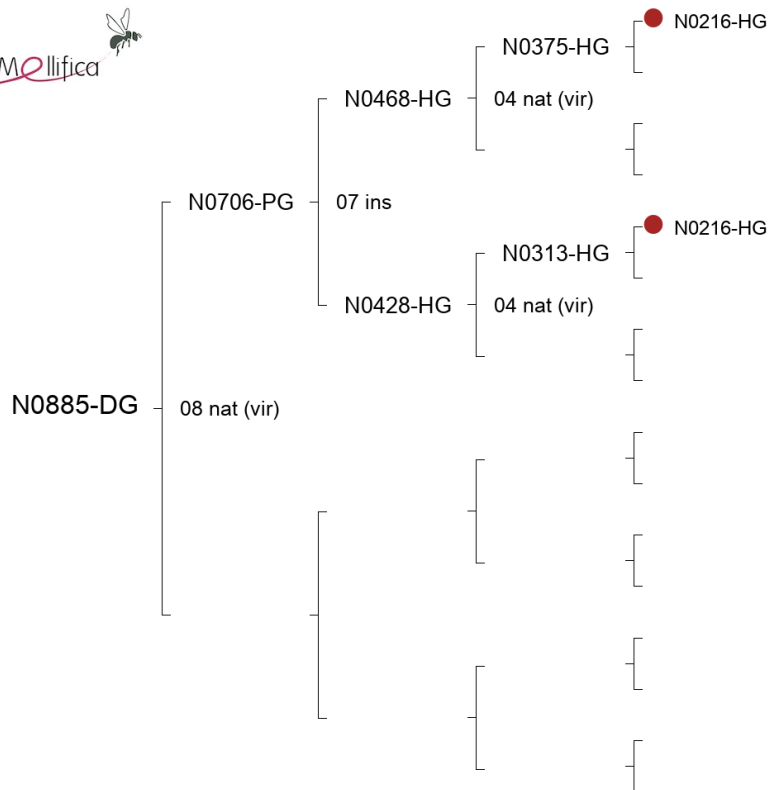 Mellifica
N0216-HG
N0375-HG
N0468-HG
04 nat (vir)
N0706-PG
07 ins
N0216-HG
N0313-HG
N0428-HG
04 nat (vir)
N0885-DG
08 nat (vir)